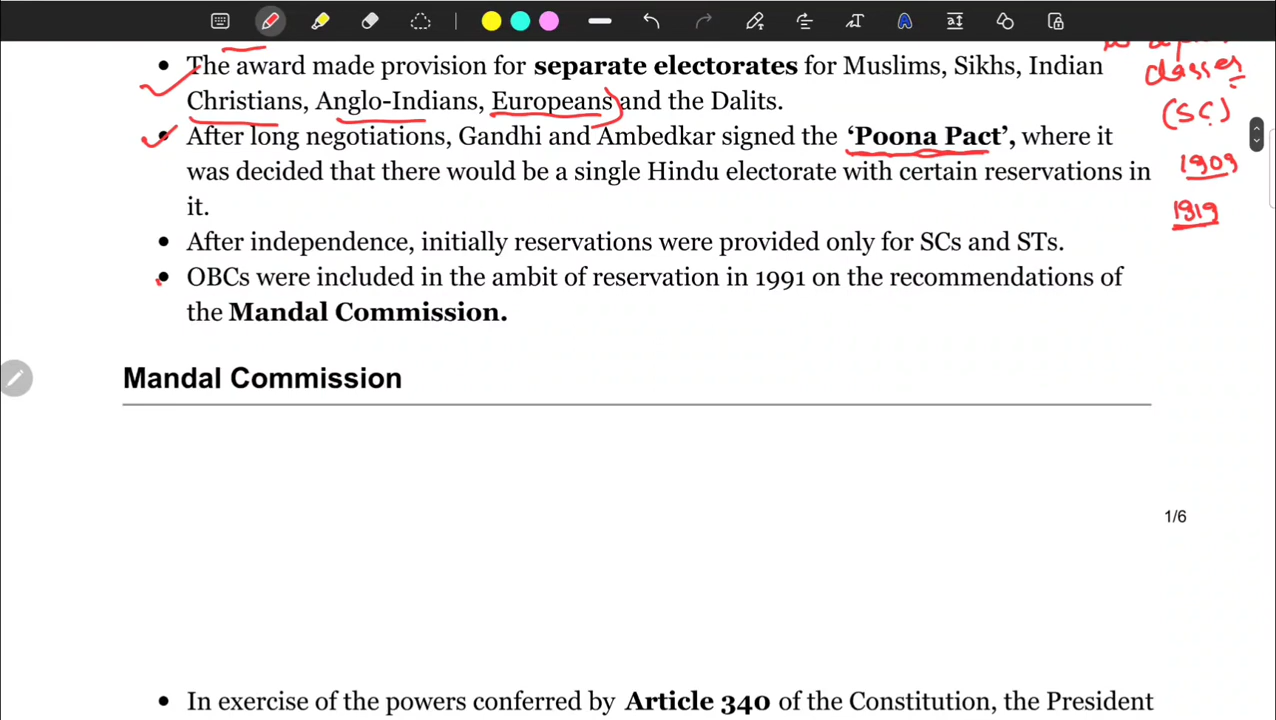 The award made provision for separate electorates for Muslims, Sikhs, Indian
Christians, Anglo-Indians, Europeans and the Dalits.
classes
(SC)
After long negotiations, Gandhi and Ambedkar signed the ‘Poona Pact’, where it
was decided that there would be a single Hindu electorate with certain reservations in
it.
1909
1919
After independence, initially reservations were provided only for SCs and STs.
OBCs were included in the ambit of reservation in 1991 on the recommendations of
the Mandal Commission.
Mandal Commission
1/6
In exercise of the powers conferred by Article 340 of the Constitution, the President